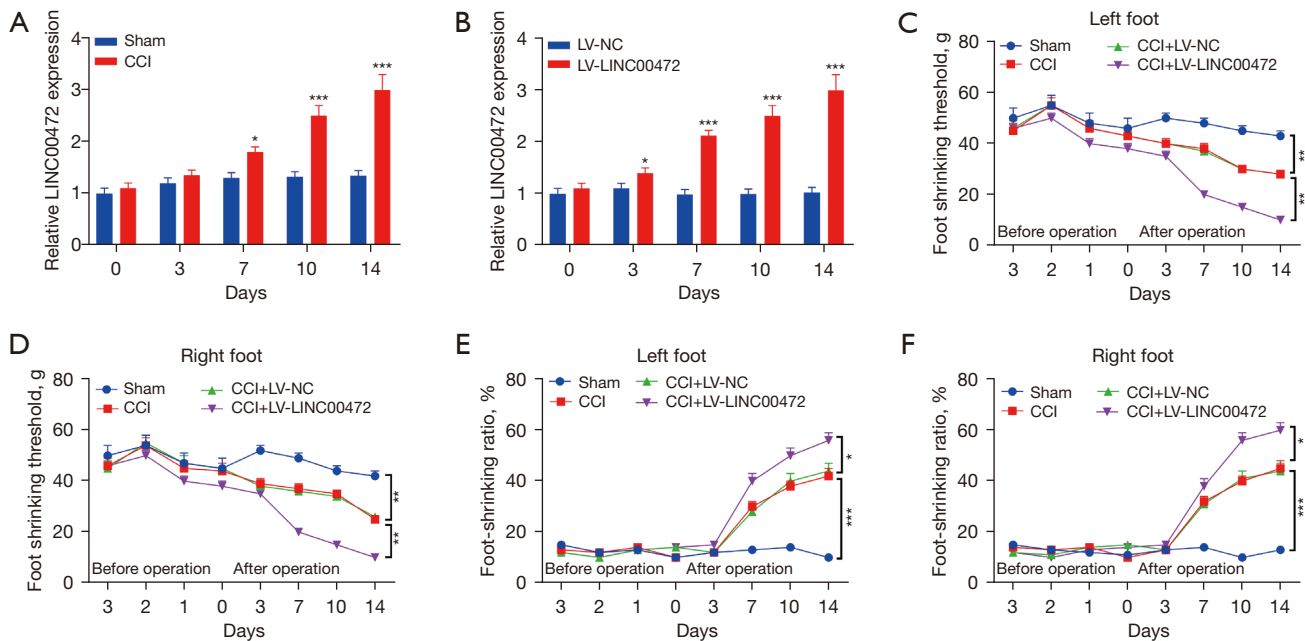 A
Relative LINC00472 expression
4
3
2
1
0
Sham
CCI
*
***
***
0 3 7 10 14
Days
B
Relative LINC00472 expression
4
3
2
1
0
LV-NC
LV-LINC00472
*
***
***
***
0 3 7 10 14
Days
C
Left foot
Foot shrinking threshold, g
80
60
40
20
0
Sham
CCI
CCI+LV-NC
CCI+LV-LINC00472
**
**
Before operation After operation
3 2 1 0 3 7 10 14
Days
D
Right foot
Foot shrinking threshold, g
80
60
40
20
0
Sham
CCI
CCI+LV-NC
CCI+LV-LINC00472
**
**
Before operation After operation
3 2 1 0 3 7 10 14
Days
E
Left foot
Foot-shrinking ratio, %
80
60
40
20
0
Sham
CCI
CCI+LV-NC
CCI+LV-LINC00472
*
***
Before operation After operation
3 2 1 0 3 7 10 14
Days
F
Right foot
Foot-shrinking ratio, %
80
60
40
20
0
Sham
CCI
CCI+LV-NC
CCI+LV-LINC00472
*
***
Before operation After operation
3 2 1 0 3 7 10 14
Days